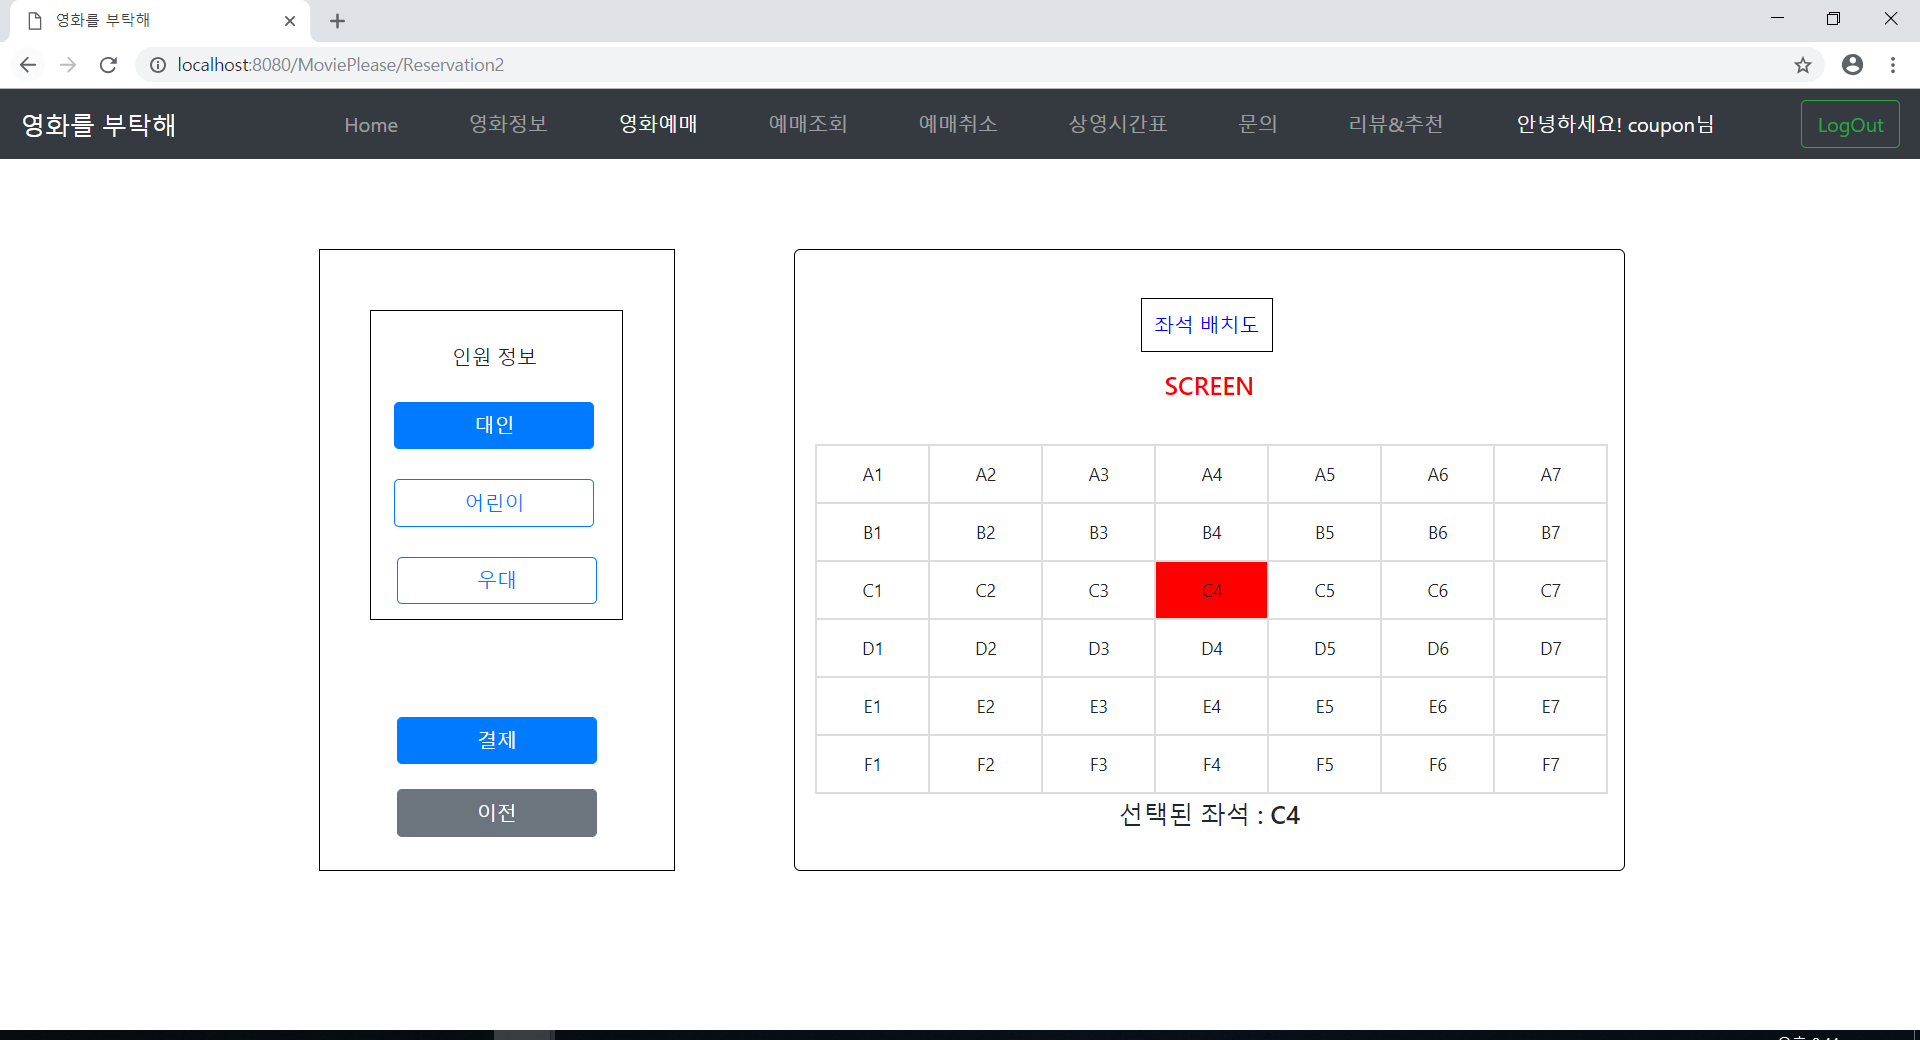 영화를 부탁해
localhost:8080/MoviePlease/Reservation2
영화를 부탁해 Home 영화정보 영화예매 예매조회 예매취소 상영시간표 문의 리뷰&추천 안녕하세요! coupon님 LogOut
인원 정보
대인
어린이
우대
결제
이전
좌석 배치도
SCREEN
A1 A2 A3 A4 A5 A6 A7
B1 B2 B3 B4 B5 B6 B7
C1 C2 C3 C4 C5 C6 C7
D1 D2 D3 D4 D5 D6 D7
E1 E2 E3 E4 E5 E6 E7
F1 F2 F3 F4 F5 F6 F7
선택된 좌석 : C4